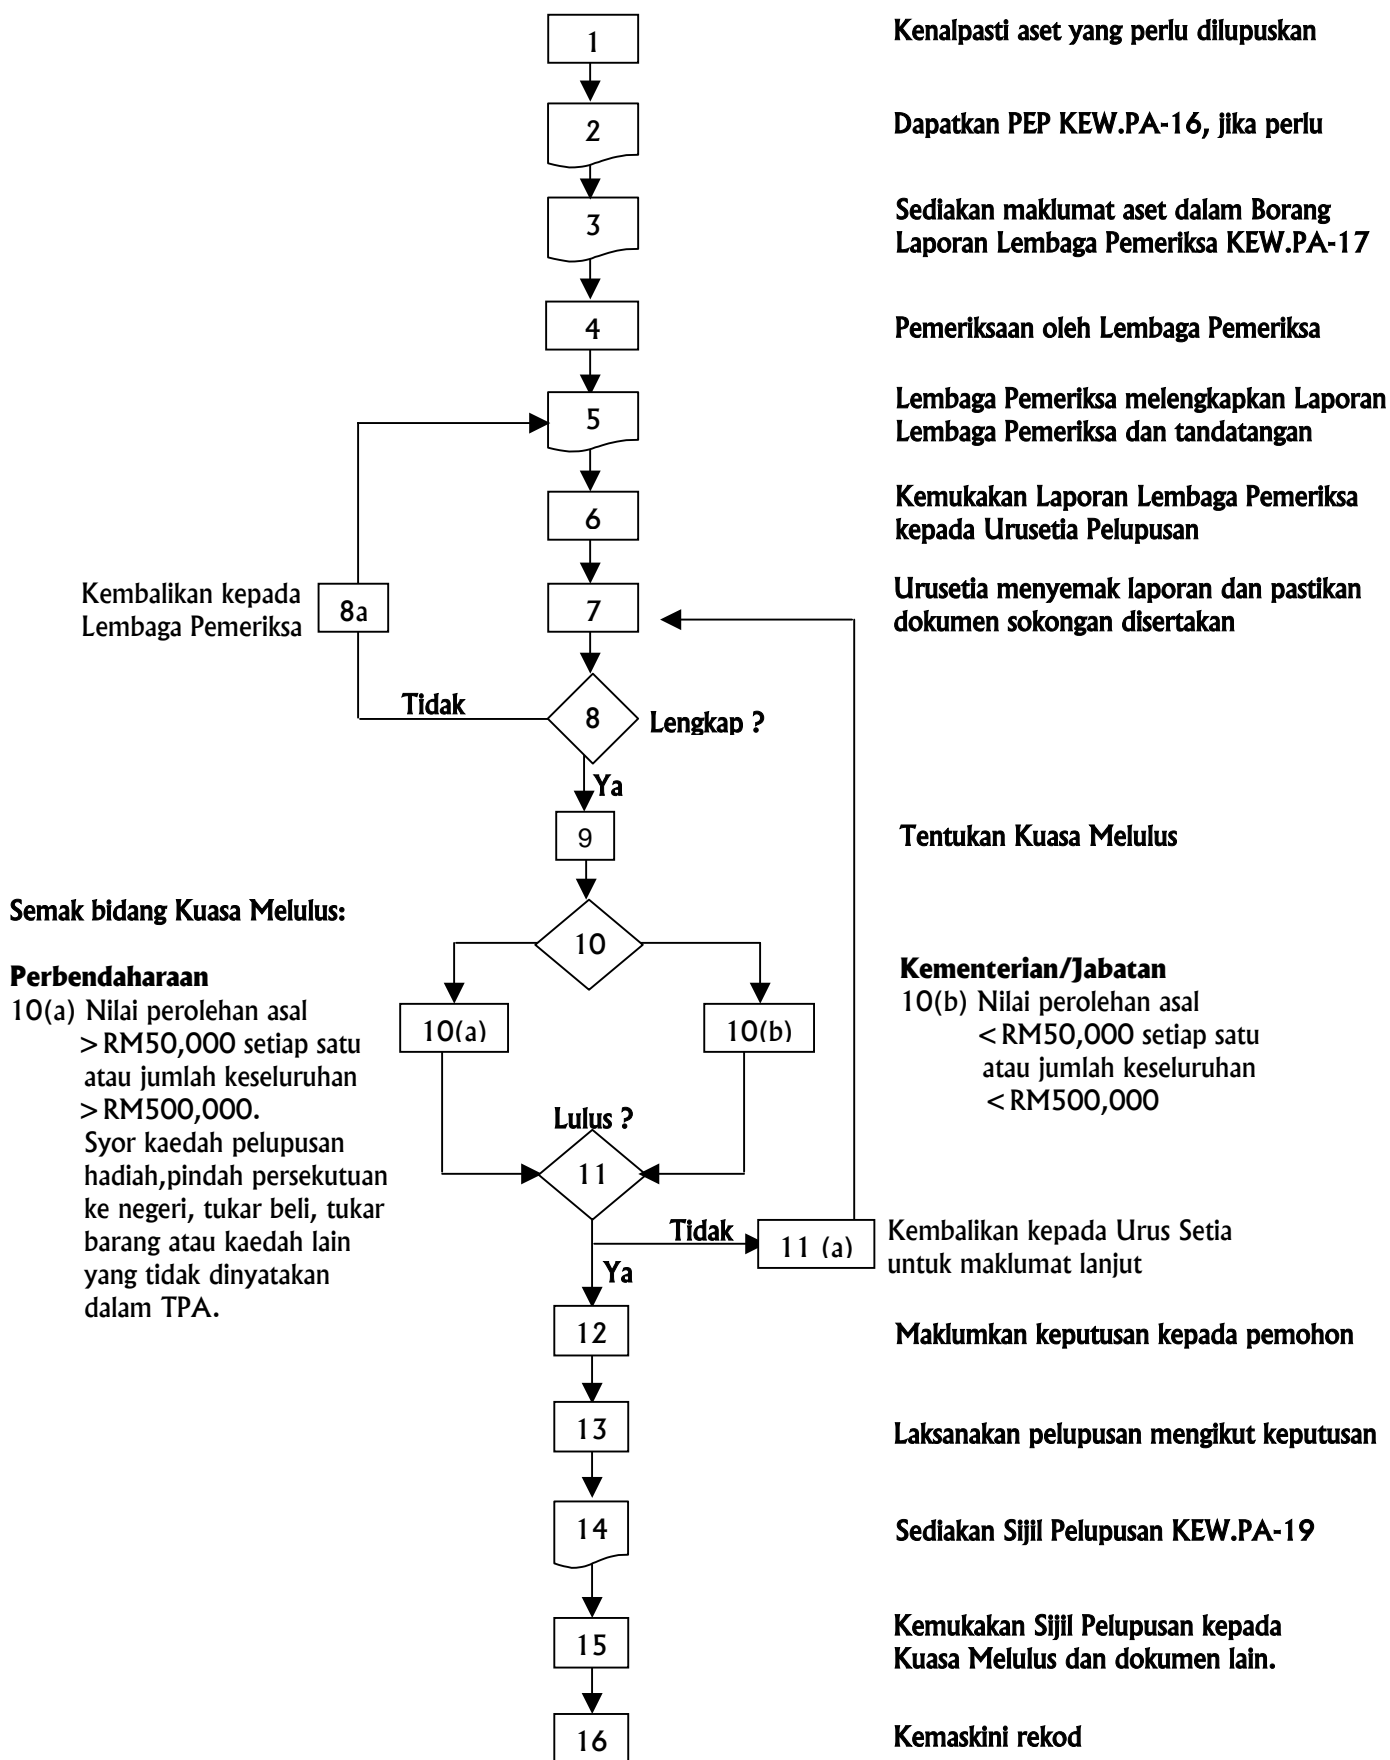 1
Kenalpasti aset yang perlu dilupuskan
2
Dapatkan PEP KEW.PA-16, jika perlu
3
Sediakan maklumat aset dalam Borang
Laporan Lembaga Pemeriksa KEW.PA-17
4
Pemeriksaan oleh Lembaga Pemeriksa
5
Lembaga Pemeriksa melengkapkan Laporan
Lembaga Pemeriksa dan tandatangan
6
Kemukakan Laporan Lembaga Pemeriksa
kepada Urusetia Pelupusan
Kembalikan kepada
Lembaga Pemeriksa
8a
7
Urusetia menyemak laporan dan pastikan
dokumen sokongan disertakan
Tidak
8
Lengkap ?
Ya
9
Tentukan Kuasa Melulus
Semak bidang Kuasa Melulus:
10
Perbendaharaan
10(a) Nilai perolehan asal
>RM50,000 setiap satu
atau jumlah keseluruhan
>RM500,000.
Syor kaedah pelupusan
hadiah,pindah persekutuan
ke negeri, tukar beli, tukar
barang atau kaedah lain
yang tidak dinyatakan
dalam TPA.
10(a)
10(b)
Kementerian/Jabatan
10(b) Nilai perolehan asal
<RM50,000 setiap satu
atau jumlah keseluruhan
<RM500,000
Lulus ?
11
Tidak
11 (a)
Kembalikan kepada Urus Setia
untuk maklumat lanjut
Ya
12
Maklumkan keputusan kepada pemohon
13
Laksanakan pelupusan mengikut keputusan
14
Sediakan Sijil Pelupusan KEW.PA-19
15
Kemukakan Sijil Pelupusan kepada
Kuasa Melulus dan dokumen lain.
16
Kemaskini rekod